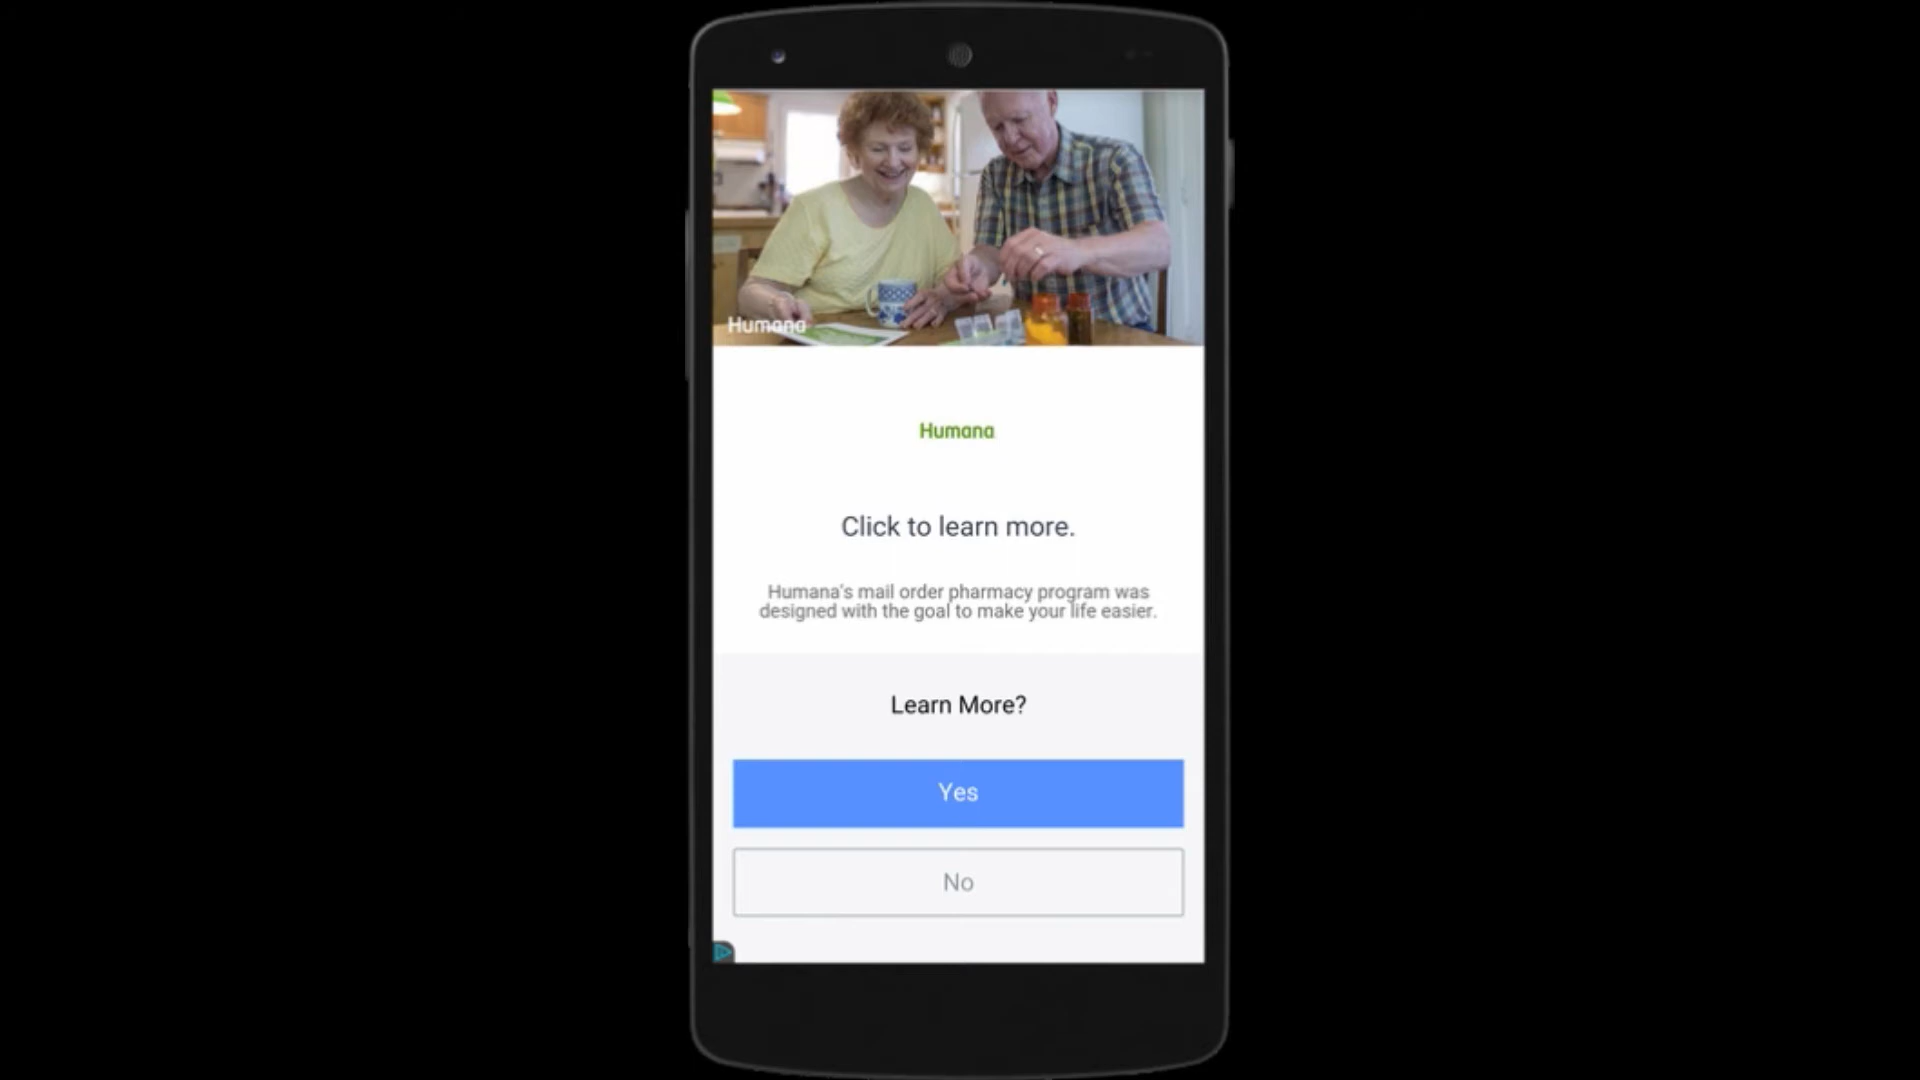 Humana
Humana
Click to learn more.
Humana's mail order pharmacy program was
designed with the goal to make your life easier.
Learn More?
Yes
No